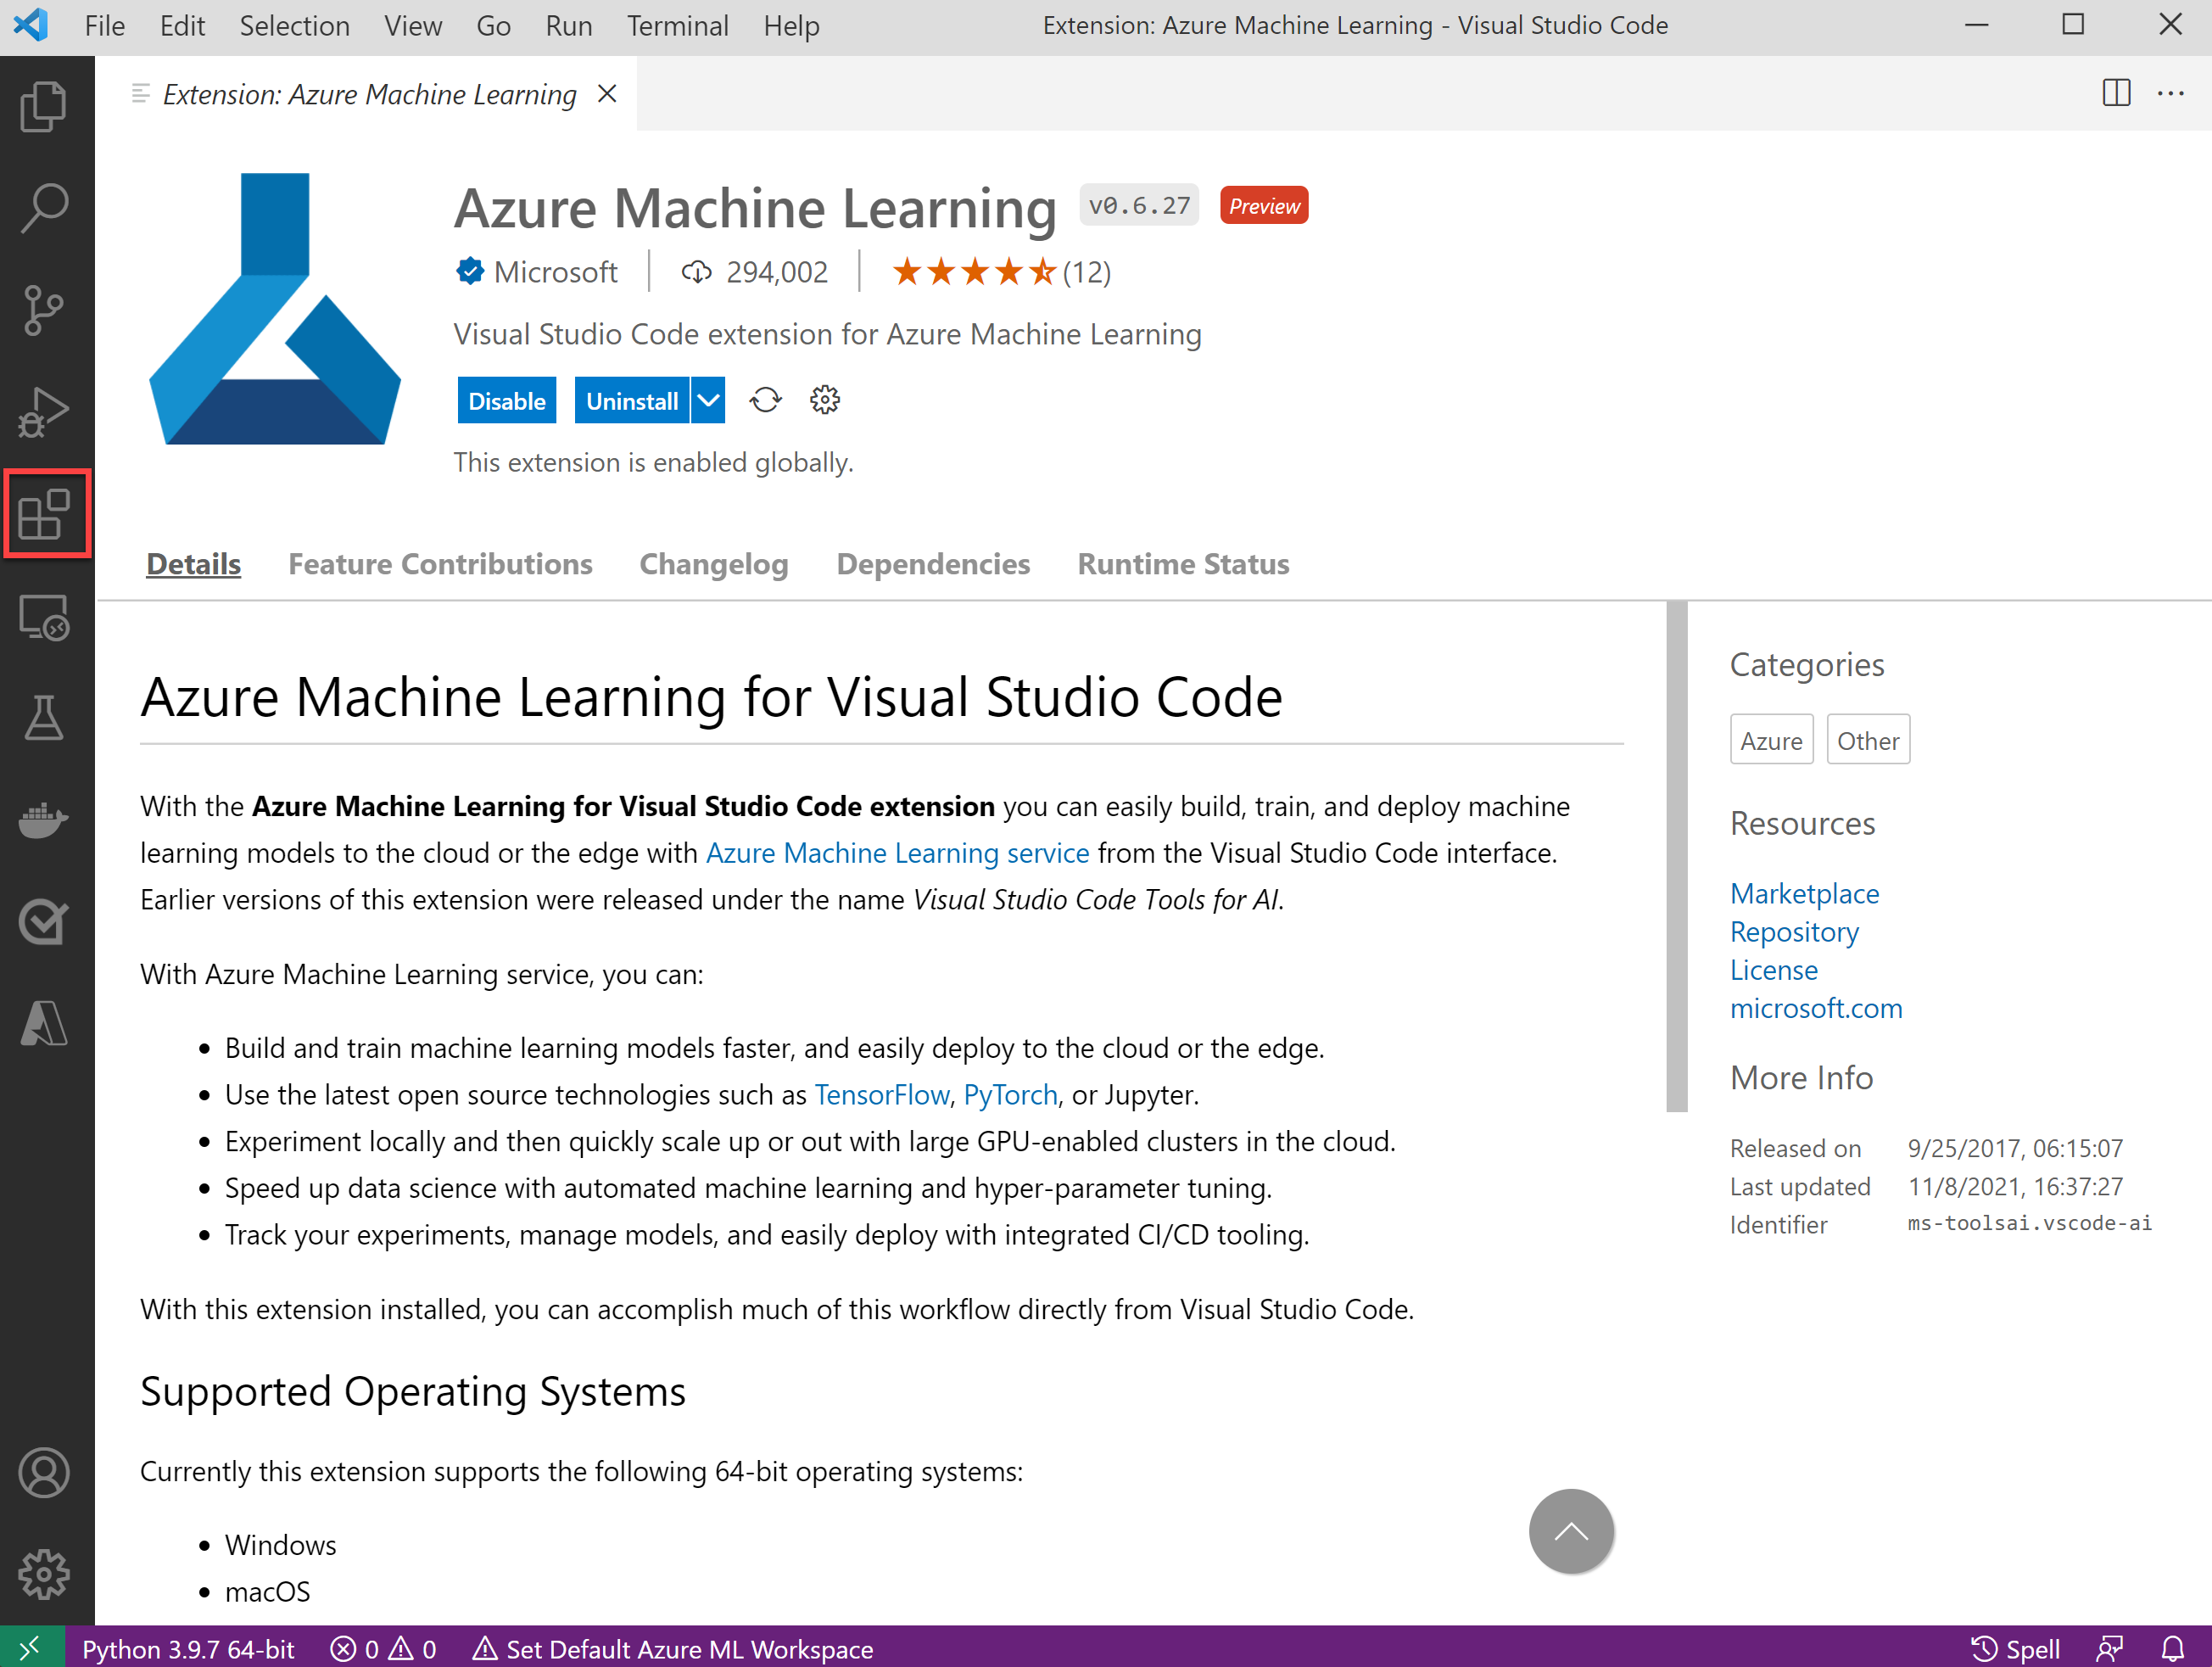 File Edit Selection View Go Run Terminal Help Extension: Azure Machine Learning - Visual Studio Code
Extension: Azure Machine Learning
Azure Machine Learning v0.6.27 Preview
Microsoft 294,002 (12)
Visual Studio Code extension for Azure Machine Learning
Disable Uninstall
This extension is enabled globally.
Details Feature Contributions Changelog Dependencies Runtime Status
Azure Machine Learning for Visual Studio Code
With the Azure Machine Learning for Visual Studio Code extension you can easily build, train, and deploy machine
learning models to the cloud or the edge with Azure Machine Learning service from the Visual Studio Code interface.
Earlier versions of this extension were released under the name Visual Studio Code Tools for AI.
With Azure Machine Learning service, you can:
• Build and train machine learning models faster, and easily deploy to the cloud or the edge.
• Use the latest open source technologies such as TensorFlow, PyTorch, or Jupyter.
• Experiment locally and then quickly scale up or out with large GPU-enabled clusters in the cloud.
• Speed up data science with automated machine learning and hyper-parameter tuning.
• Track your experiments, manage models, and easily deploy with integrated CI/CD tooling.
With this extension installed, you can accomplish much of this workflow directly from Visual Studio Code.
Supported Operating Systems
Currently this extension supports the following 64-bit operating systems:
• Windows
• macOS
Categories
Azure Other
Resources
Marketplace
Repository
License
microsoft.com
More Info
Released on 9/25/2017, 06:15:07
Last updated 11/8/2021, 16:37:27
Identifier ms-toolsai.vscode-ai
Python 3.9.7 64-bit 0 0 Set Default Azure ML Workspace Spell